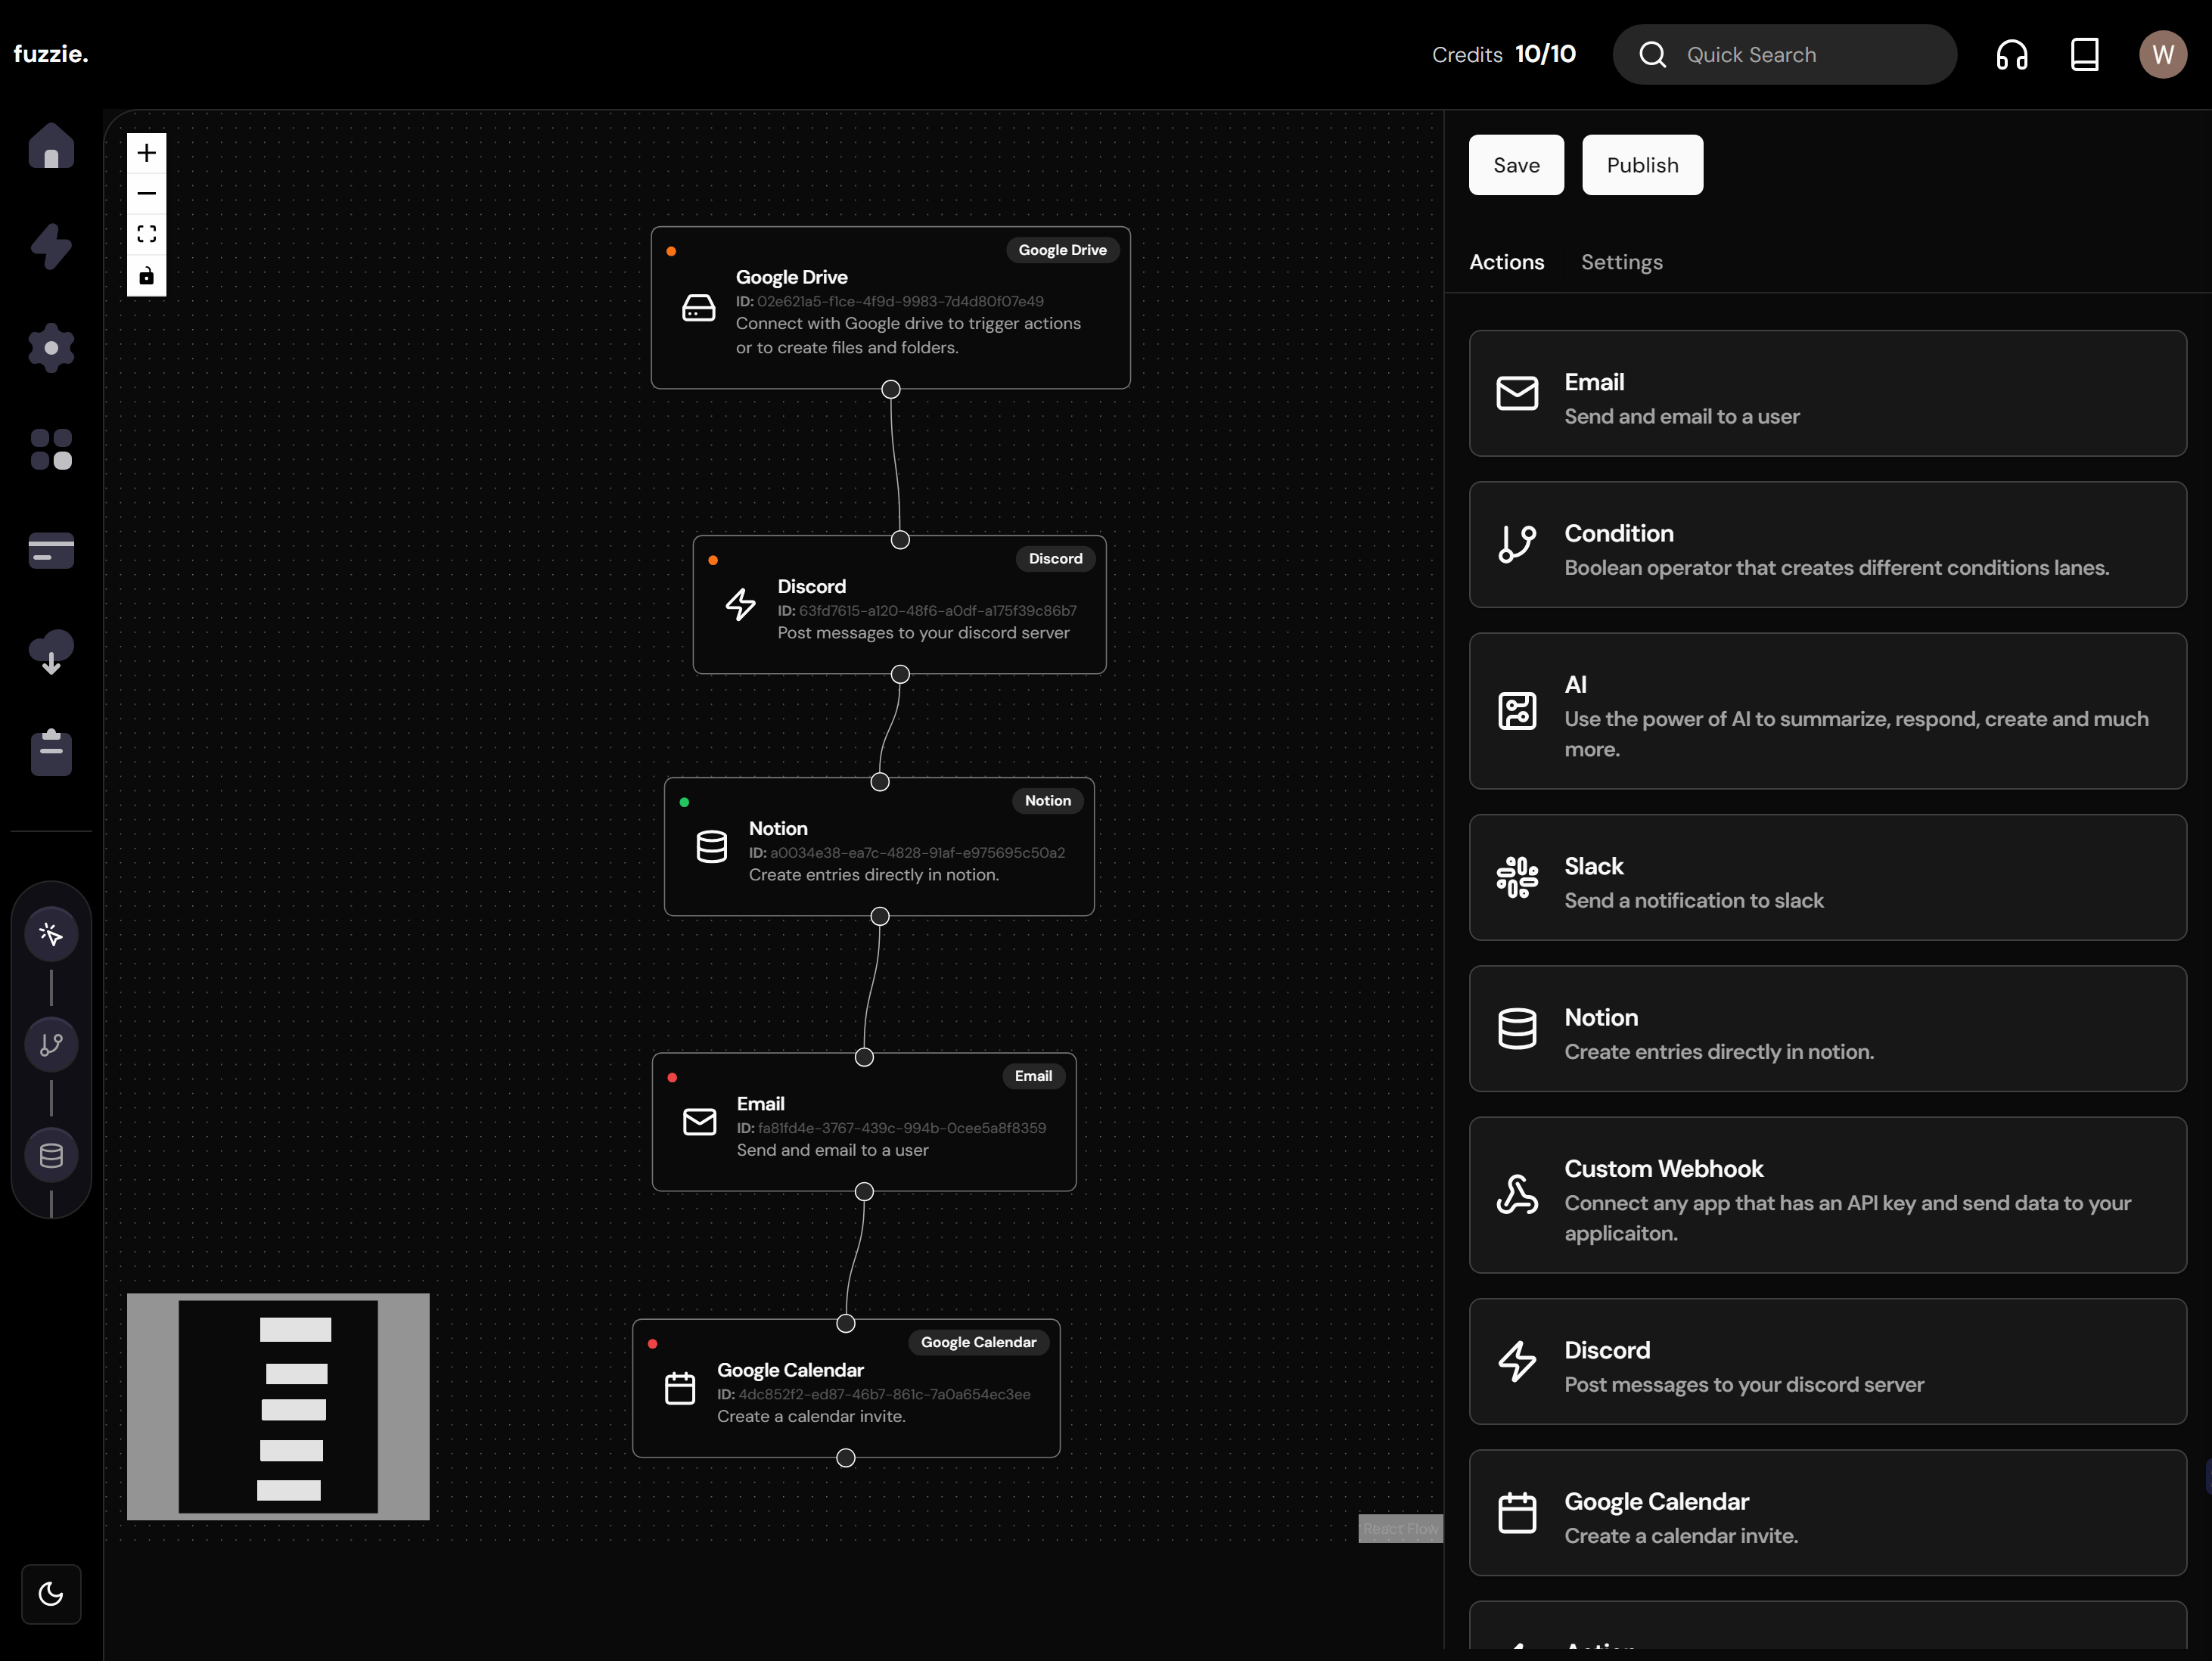 fuzzie.
Credits 10/10
Quick Search
W
Save
Publish
Actions
Settings
Google Drive
Google Drive
ID: 02e621a5-f1ce-4f9d-9983-7d4d80f07e49
Connect with Google drive to trigger actions
or to create files and folders.
Discord
Discord
ID: 63fd7615-a120-48f6-a0df-a175f39c86b7
Post messages to your discord server
Notion
Notion
ID: a0034e38-ea7c-4828-91af-e975695c50a2
Create entries directly in notion.
Email
Email
ID: fa81fd4e-3767-439c-994b-0cee5a8f8359
Send and email to a user
Google Calendar
Google Calendar
ID: 4dc852f2-ed87-46b7-861c-7a0a654ec3ee
Create a calendar invite.
React Flow
Email
Send and email to a user
Condition
Boolean operator that creates different conditions lanes.
AI
Use the power of AI to summarize, respond, create and much
more.
Slack
Send a notification to slack
Notion
Create entries directly in notion.
Custom Webhook
Connect any app that has an API key and send data to your
applicaiton.
Discord
Post messages to your discord server
Google Calendar
Create a calendar invite.